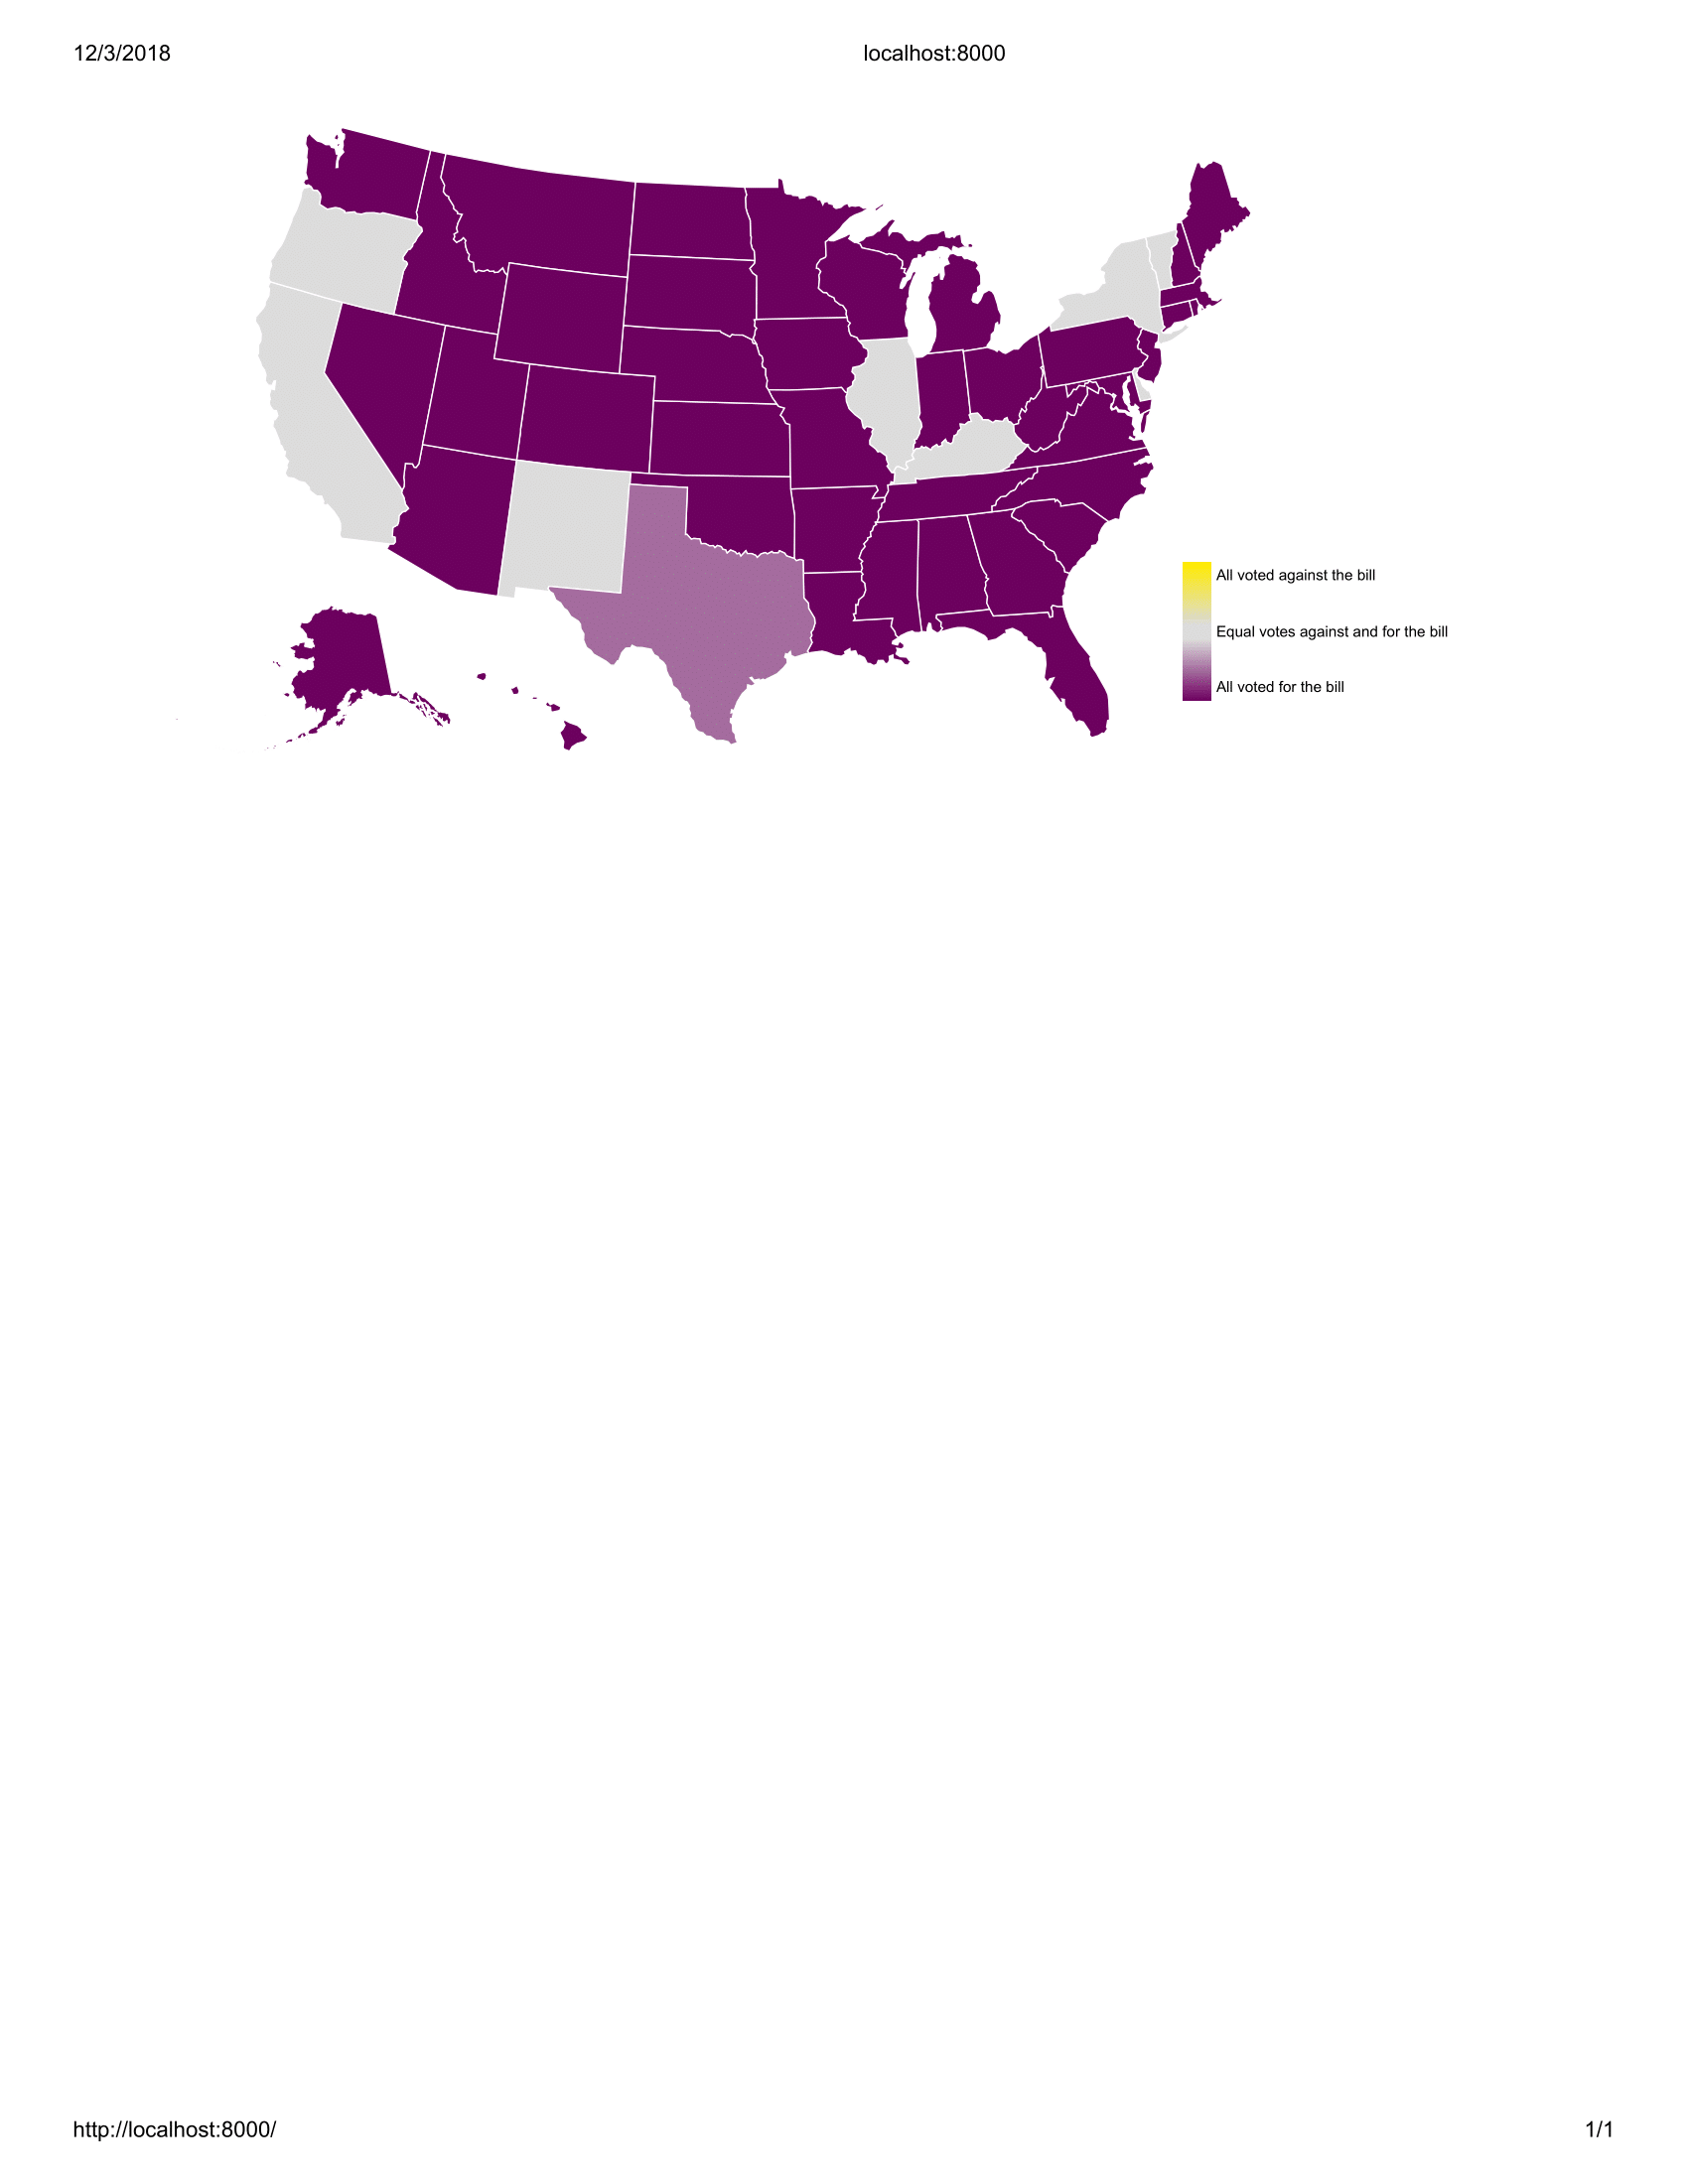 12/3/2018
localhost:8000
All voted against the bill
Equal votes against and for the bill
All voted for the bill
http://localhost:8000/
1/1